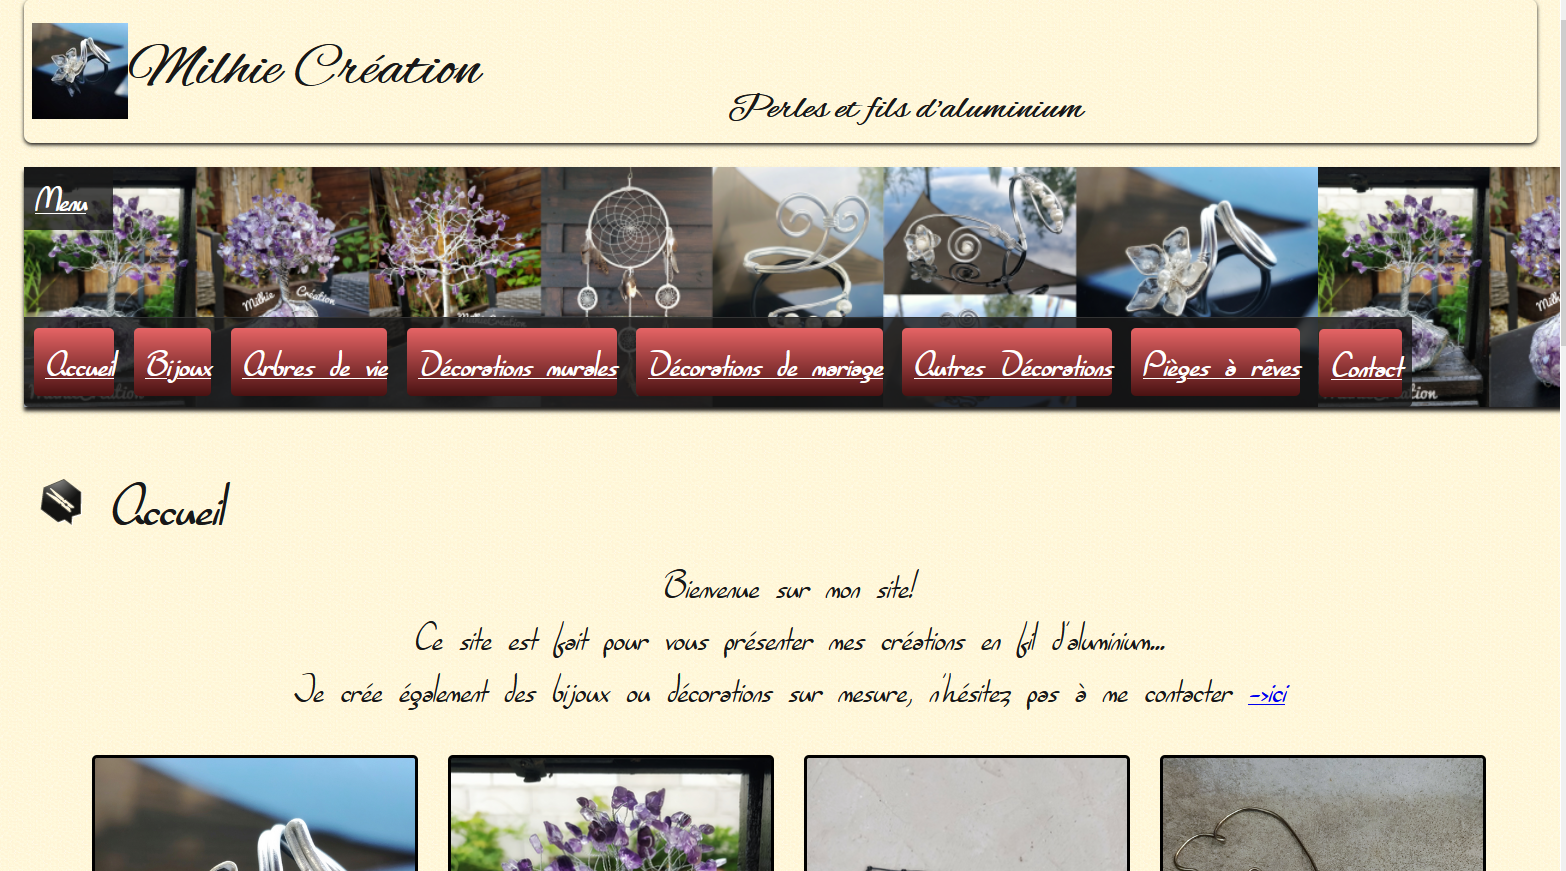 Milhie Création
Perles et fils d'aluminium
Menu
Milhie Création
Accueil Bijoux Arbres de vie Décorations murales Décorations de mariage Autres Décorations Pièges à rêves Contact
Accueil
Bienvenue sur mon site!
Ce site est fait pour vous présenter mes créations en fil d'aluminium...
Je crée également des bijoux ou décorations sur mesure, n'hésitez pas à me contacter ->ici